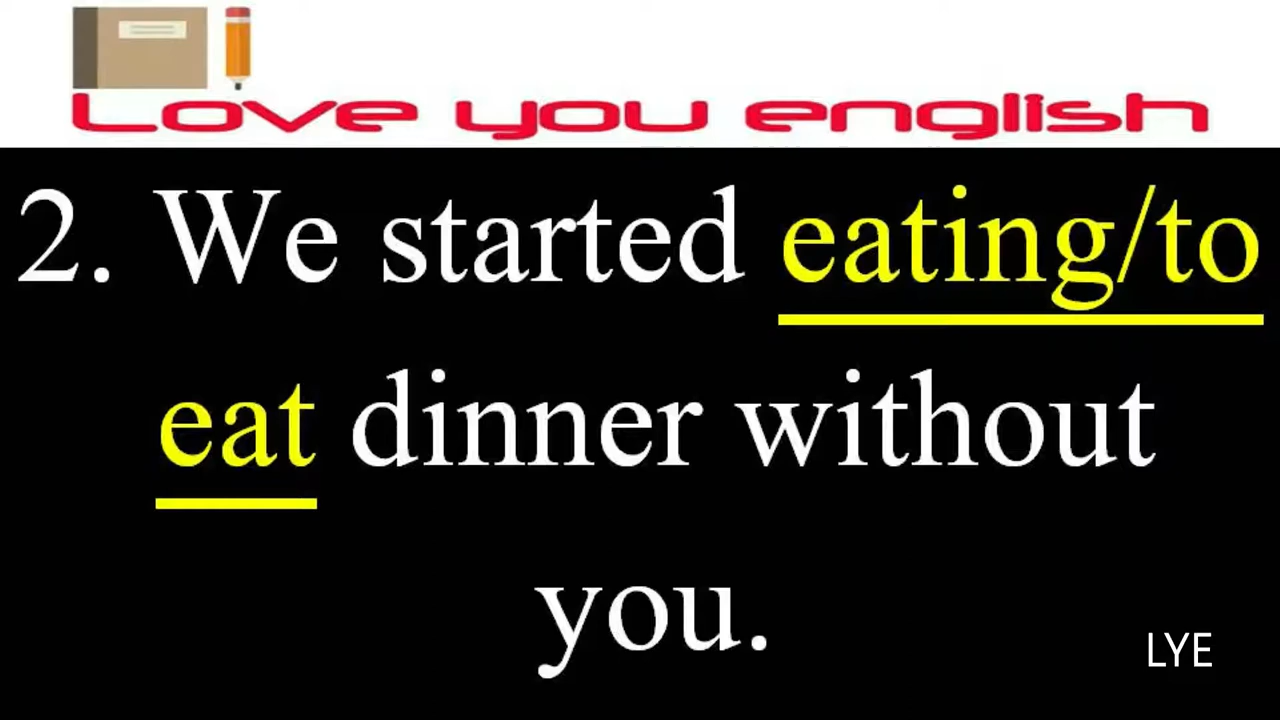 Love you english
2. We started eating/to
eat dinner without
you.
LYE